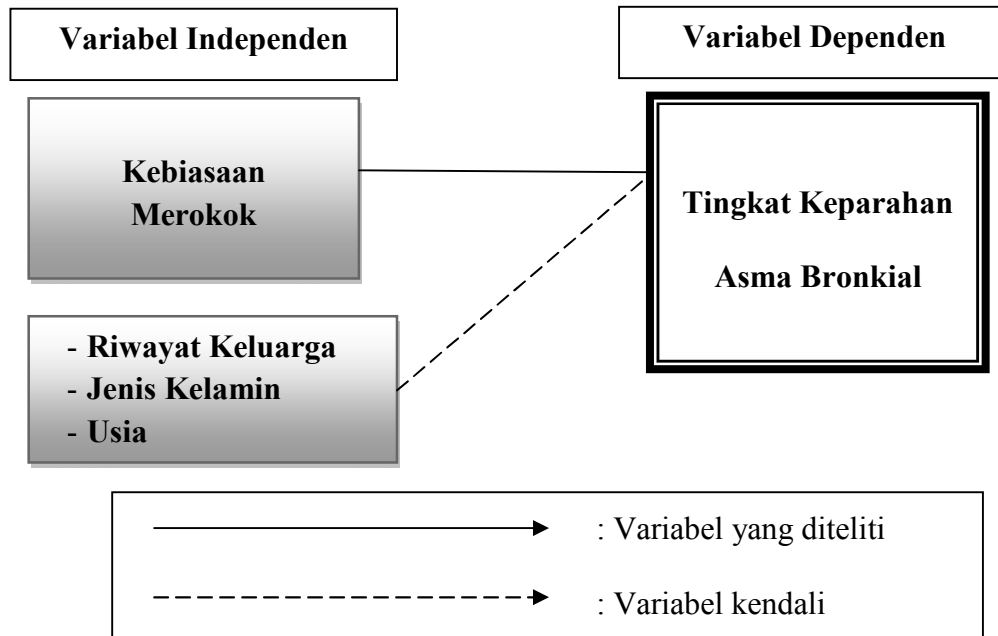 Variabel Independen
Variabel Dependen
Kebiasaan
Merokok
Tingkat Keparahan
Asma Bronkial
- Riwayat Keluarga
- Jenis Kelamin
- Usia
: Variabel yang diteliti
: Variabel kendali